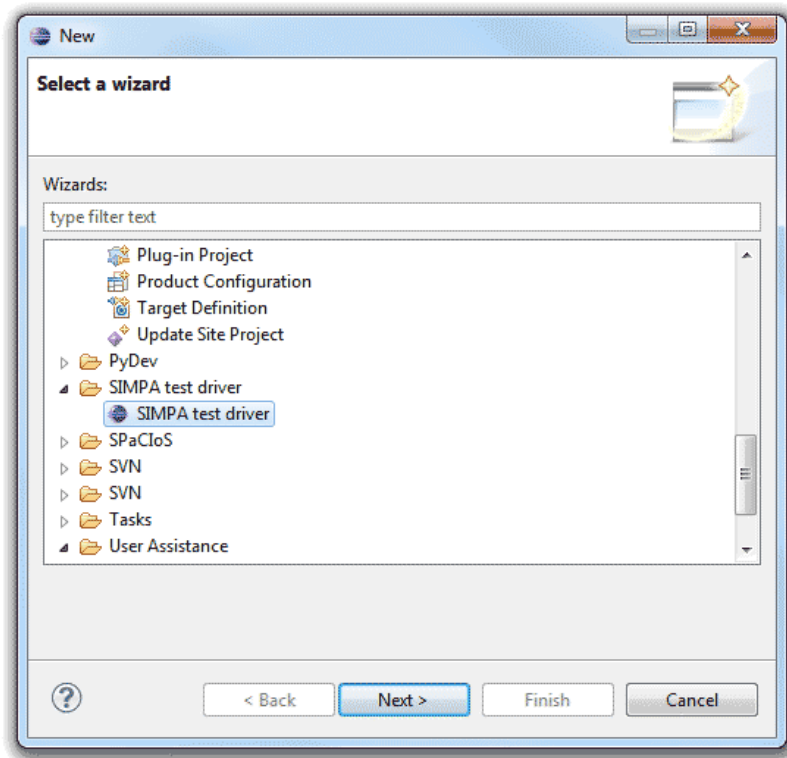 New
Select a wizard
Wizards:
type filter text
Plug-in Project
Product Configuration
Target Definition
Update Site Project
PyDev
SIMPA test driver
SIMPA test driver
SPaCIoS
SVN
SVN
Tasks
User Assistance
? < Back Next > Finish Cancel